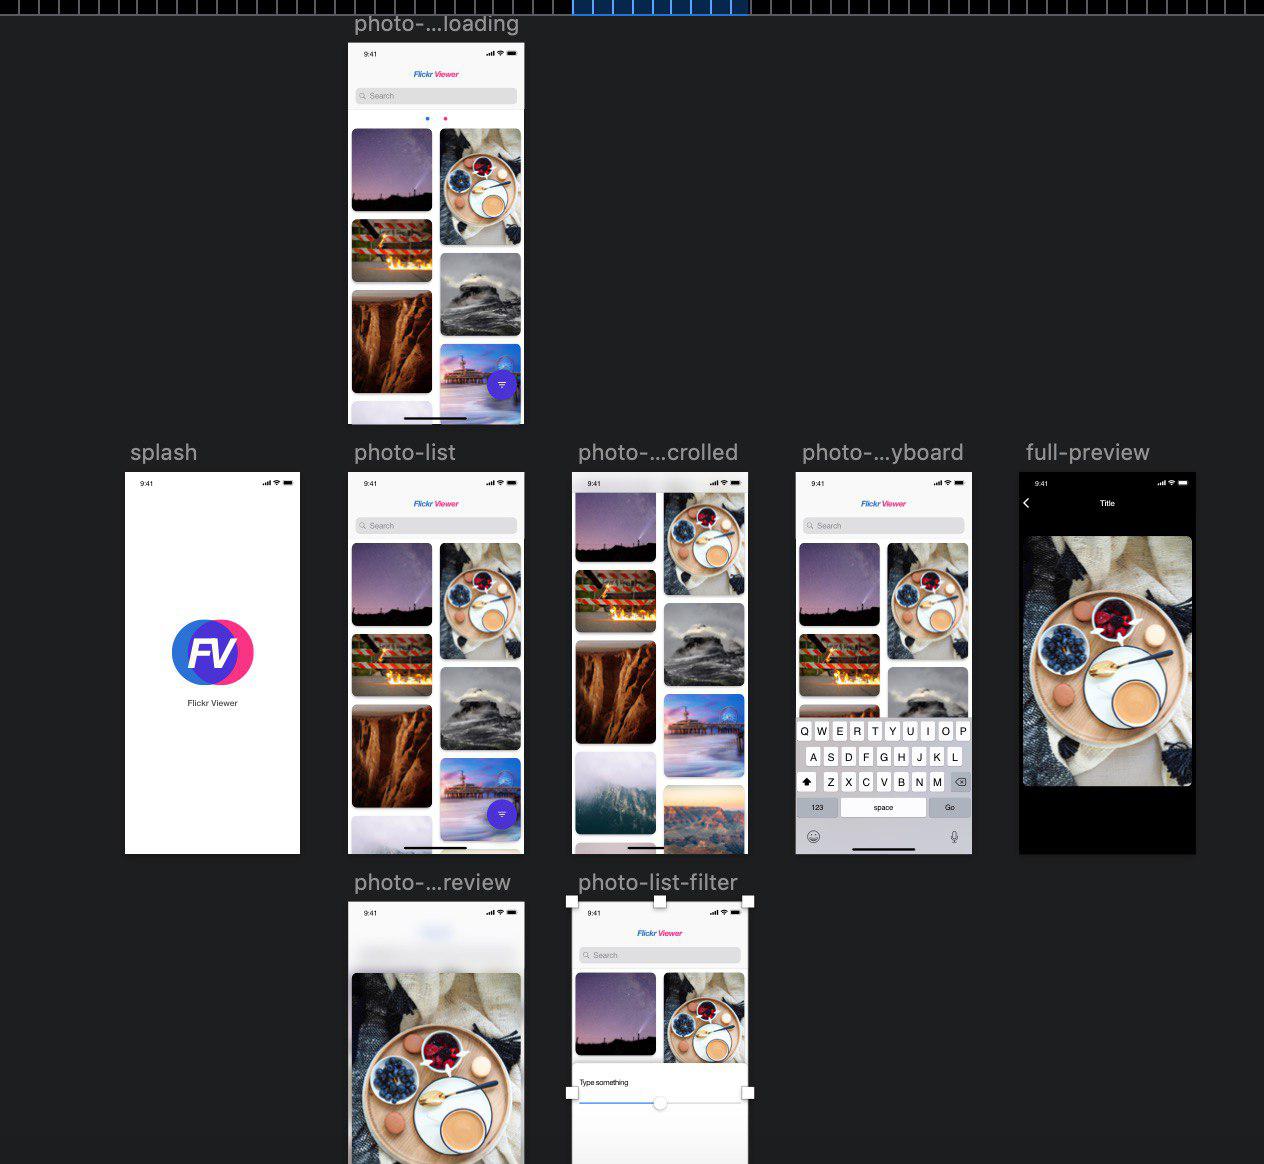 photo-...loading
9:41
Flickr Viewer
Search
splash
photo-list
photo-...crolled
photo-...yboard
full-preview
9:41
9:41
9:41
9:41
9:41
Flickr Viewer
Flickr Viewer
Title
Search
Search
FV
Flickr Viewer
Q W E R T Y U I O P
A S D F G H J K L
Z X C V B N M
123 space Go
photo-...review
photo-list-filter
9:41
9:41
Flickr Viewer
Search
Type something